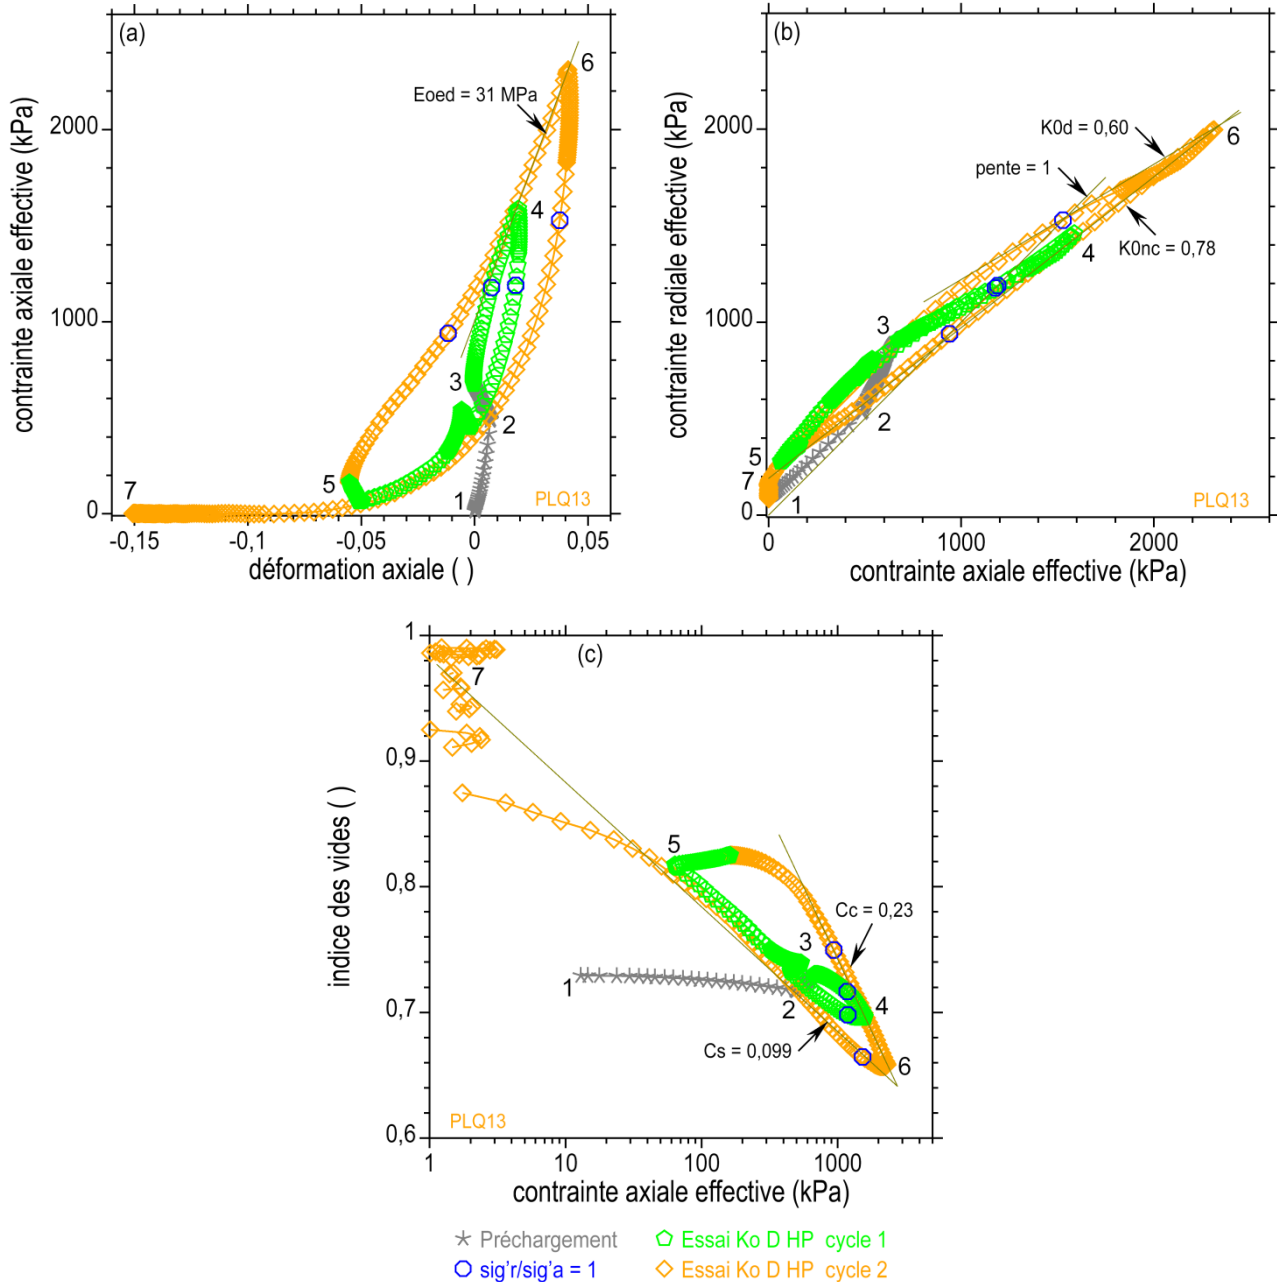 (a)
contrainte axiale effective (kPa)
2000
1000
0
-0,15
-0,1
-0,05
0
0,05
déformation axiale ( )
Eoed = 31 MPa
1
2
3
4
5
6
7
PLQ13
(b)
contrainte radiale effective (kPa)
2000
1000
0
0
1000
2000
contrainte axiale effective (kPa)
K0d = 0,60
pente = 1
K0nc = 0,78
1
2
3
4
5
6
7
PLQ13
(c)
indice des vides ( )
1
0,9
0,8
0,7
0,6
1
10
100
1000
contrainte axiale effective (kPa)
Cc = 0,23
Cs = 0,099
1
2
3
4
5
6
7
PLQ13
Préchargement
Essai Ko D HP cycle 1
sig'r/sig'a = 1
Essai Ko D HP cycle 2